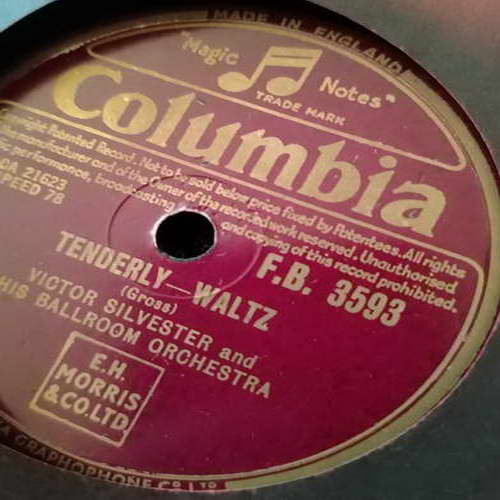 MADE IN ENGLAND
"Magic Notes"
TRADE MARK
Columbia
Patented Record. Not to be sold below price fixed by Patentees. All rights
the manufacturer and of the Owner of the recorded work reserved. Unauthorised
performance, broadcasting and copying of this record prohibited.
21623
SPEED 78
F.B. 3593
TENDERLY—WALTZ
(Gross)
VICTOR SILVESTER and
HIS BALLROOM ORCHESTRA
E.H.
MORRIS
& CO. LTD
GRAPHOPHONE CO LTD